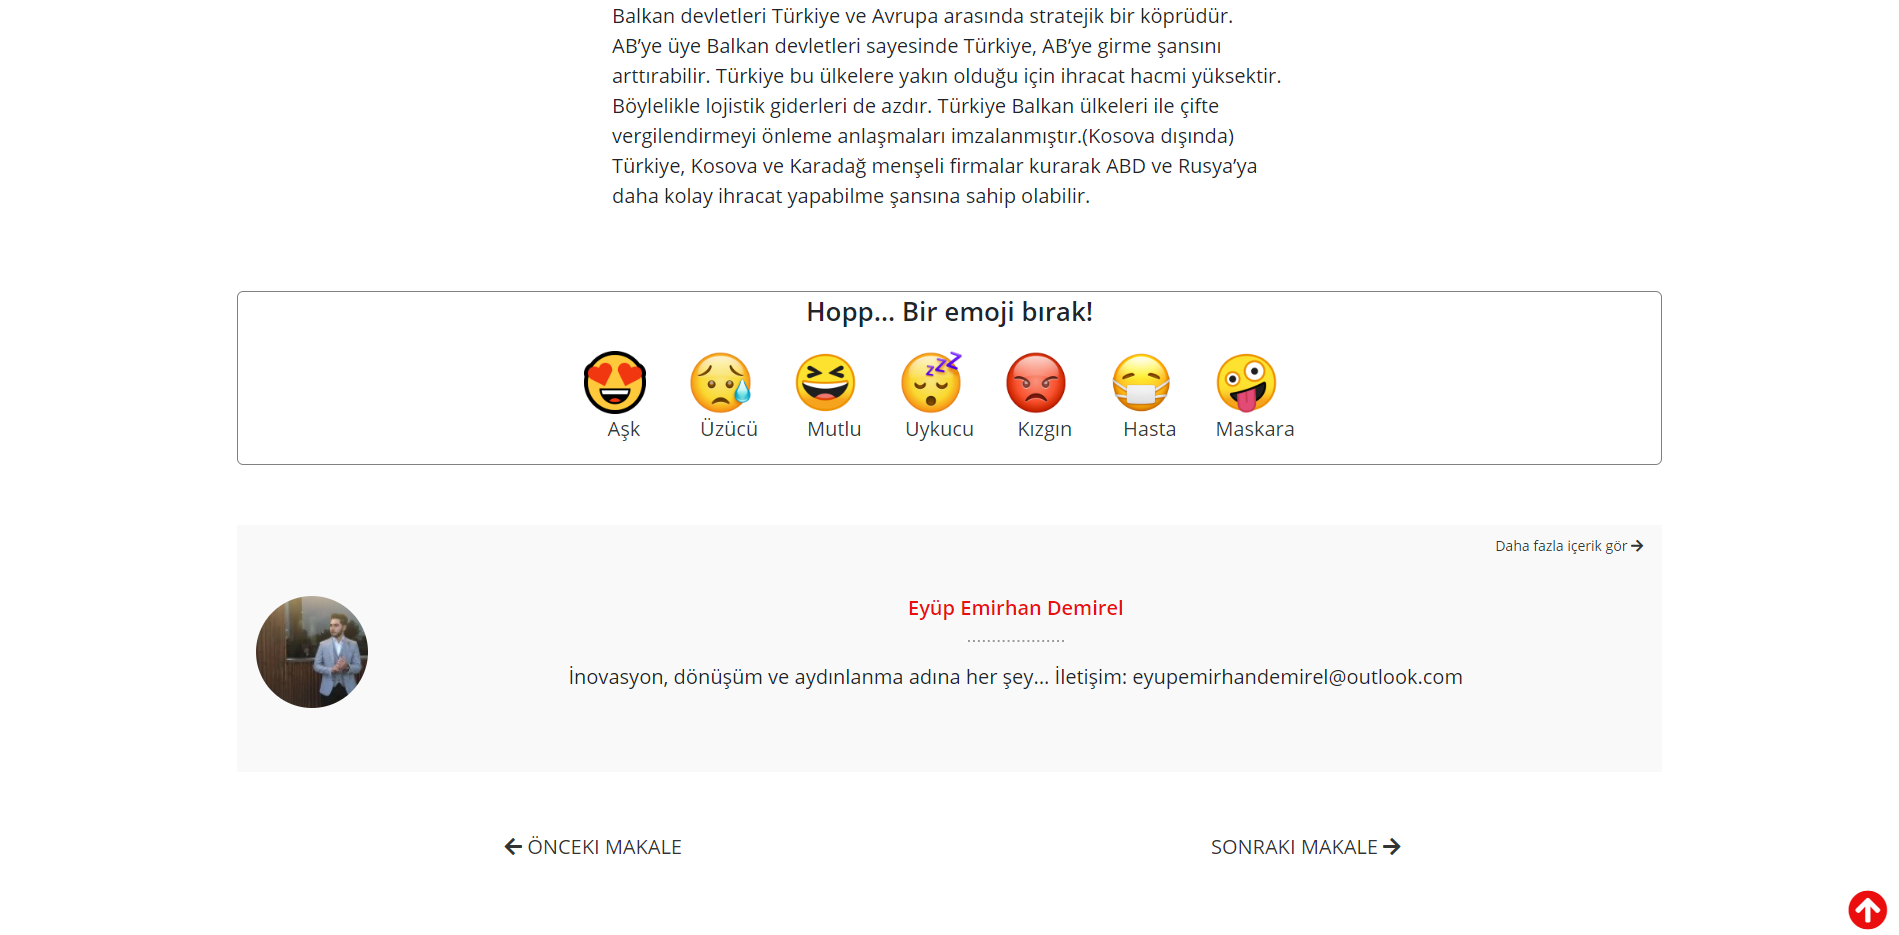 Balkan devletleri Türkiye ve Avrupa arasında stratejik bir köprüdür.
AB’ye üye Balkan devletleri sayesinde Türkiye, AB’ye girme şansını
arttırabilir. Türkiye bu ülkelere yakın olduğu için ihracat hacmi yüksektir.
Böylelikle lojistik giderleri de azdır. Türkiye Balkan ülkeleri ile çifte
vergilendirmeyi önleme anlaşmaları imzalanmıştır.(Kosova dışında)
Türkiye, Kosova ve Karadağ menşeli firmalar kurarak ABD ve Rusya’ya
daha kolay ihracat yapabilme şansına sahip olabilir.
Hopp... Bir emoji bırak!
Aşk Üzücü Mutlu Uykucu Kızgın Hasta Maskara
Daha fazla içerik gör
Eyüp Emirhan Demirel
İnovasyon, dönüşüm ve aydınlanma adına her şey... İletişim: eyupemirhandemirel@outlook.com
ÖNCEKI MAKALE
SONRAKI MAKALE